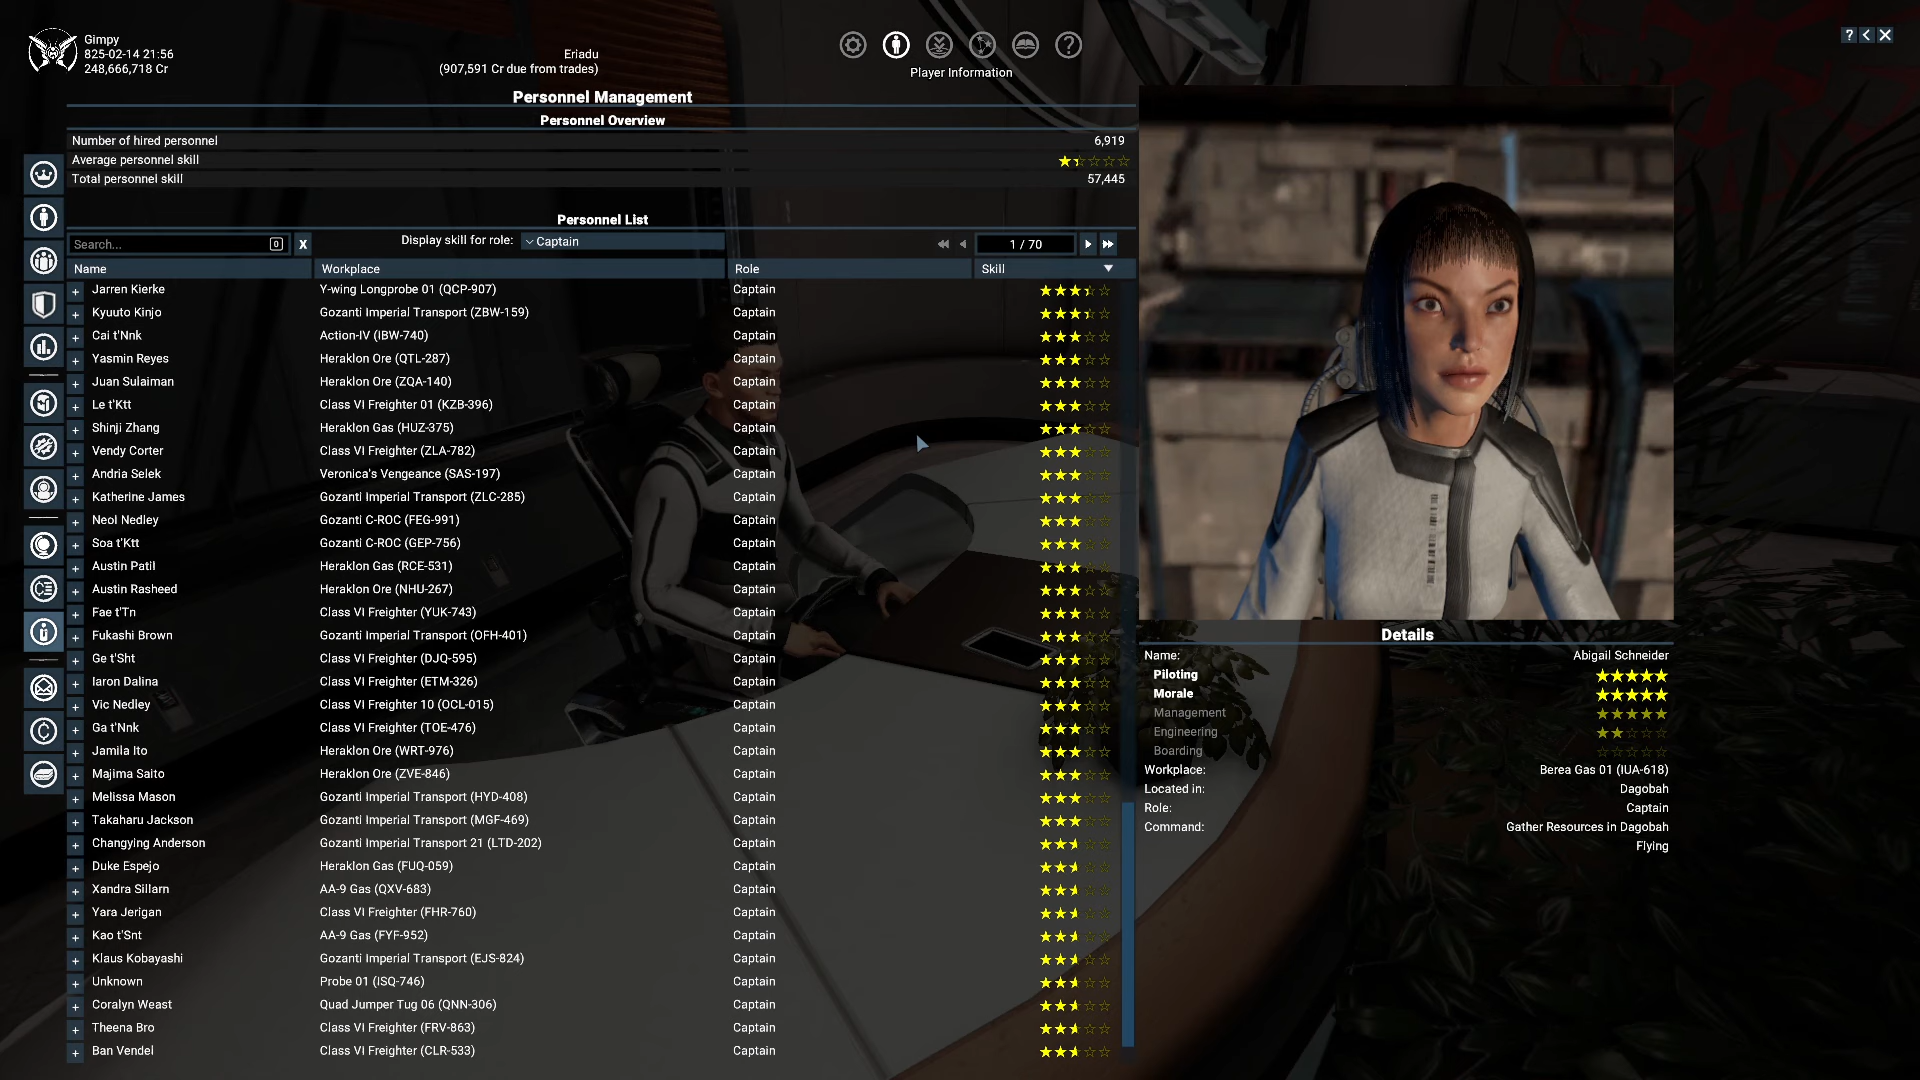 Gimpy
825-02-14 21:56
248,666,718 Cr
Eriadu
(907,591 Cr due from trades)
Player Information
? < X
Personnel Management
Personnel Overview
Number of hired personnel 6,919
Average personnel skill
Total personnel skill 57,445
Personnel List
Search... 0 X Display skill for role: Captain 1 / 70
Name Workplace Role Skill
Jarren Kierke Y-wing Longprobe 01 (QCP-907) Captain
Kyuuto Kinjo Gozanti Imperial Transport (ZBW-159) Captain
Cai t'Nnk Action-IV (IBW-740) Captain
Yasmin Reyes Heraklon Ore (QTL-287) Captain
Juan Sulaiman Heraklon Ore (ZQA-140) Captain
Le t'Ktt Class VI Freighter 01 (KZB-396) Captain
Shinji Zhang Heraklon Gas (HUZ-375) Captain
Vendy Corter Class VI Freighter (ZLA-782) Captain
Andria Selek Veronica's Vengeance (SAS-197) Captain
Katherine James Gozanti Imperial Transport (ZLC-285) Captain
Neol Nedley Gozanti C-ROC (FEG-991) Captain
Soa t'Ktt Gozanti C-ROC (GEP-756) Captain
Austin Patil Heraklon Gas (RCE-531) Captain
Austin Rasheed Heraklon Ore (NHU-267) Captain
Fae t'Tn Class VI Freighter (YUK-743) Captain
Fukashi Brown Gozanti Imperial Transport (OFH-401) Captain
Ge t'Sht Class VI Freighter (DJQ-595) Captain
Iaron Dalina Class VI Freighter (ETM-326) Captain
Vic Nedley Class VI Freighter 10 (OCL-015) Captain
Ga t'Nnk Class VI Freighter (TOE-476) Captain
Jamila Ito Heraklon Ore (WRT-976) Captain
Majima Saito Heraklon Ore (ZVE-846) Captain
Melissa Mason Gozanti Imperial Transport (HYD-408) Captain
Takaharu Jackson Gozanti Imperial Transport (MGF-469) Captain
Changying Anderson Gozanti Imperial Transport 21 (LTD-202) Captain
Duke Espejo Heraklon Gas (FUQ-059) Captain
Xandra Sillarn AA-9 Gas (QXV-683) Captain
Yara Jerigan Class VI Freighter (FHR-760) Captain
Kao t'Snt AA-9 Gas (FYF-952) Captain
Klaus Kobayashi Gozanti Imperial Transport (EJS-824) Captain
Unknown Probe 01 (ISQ-746) Captain
Coralyn Weast Quad Jumper Tug 06 (QNN-306) Captain
Theena Bro Class VI Freighter (FRV-863) Captain
Ban Vendel Class VI Freighter (CLR-533) Captain
Details
Name: Abigail Schneider
Piloting
Morale
Management
Engineering
Boarding
Workplace: Berea Gas 01 (IUA-618)
Located in: Dagobah
Role: Captain
Command: Gather Resources in Dagobah
Flying